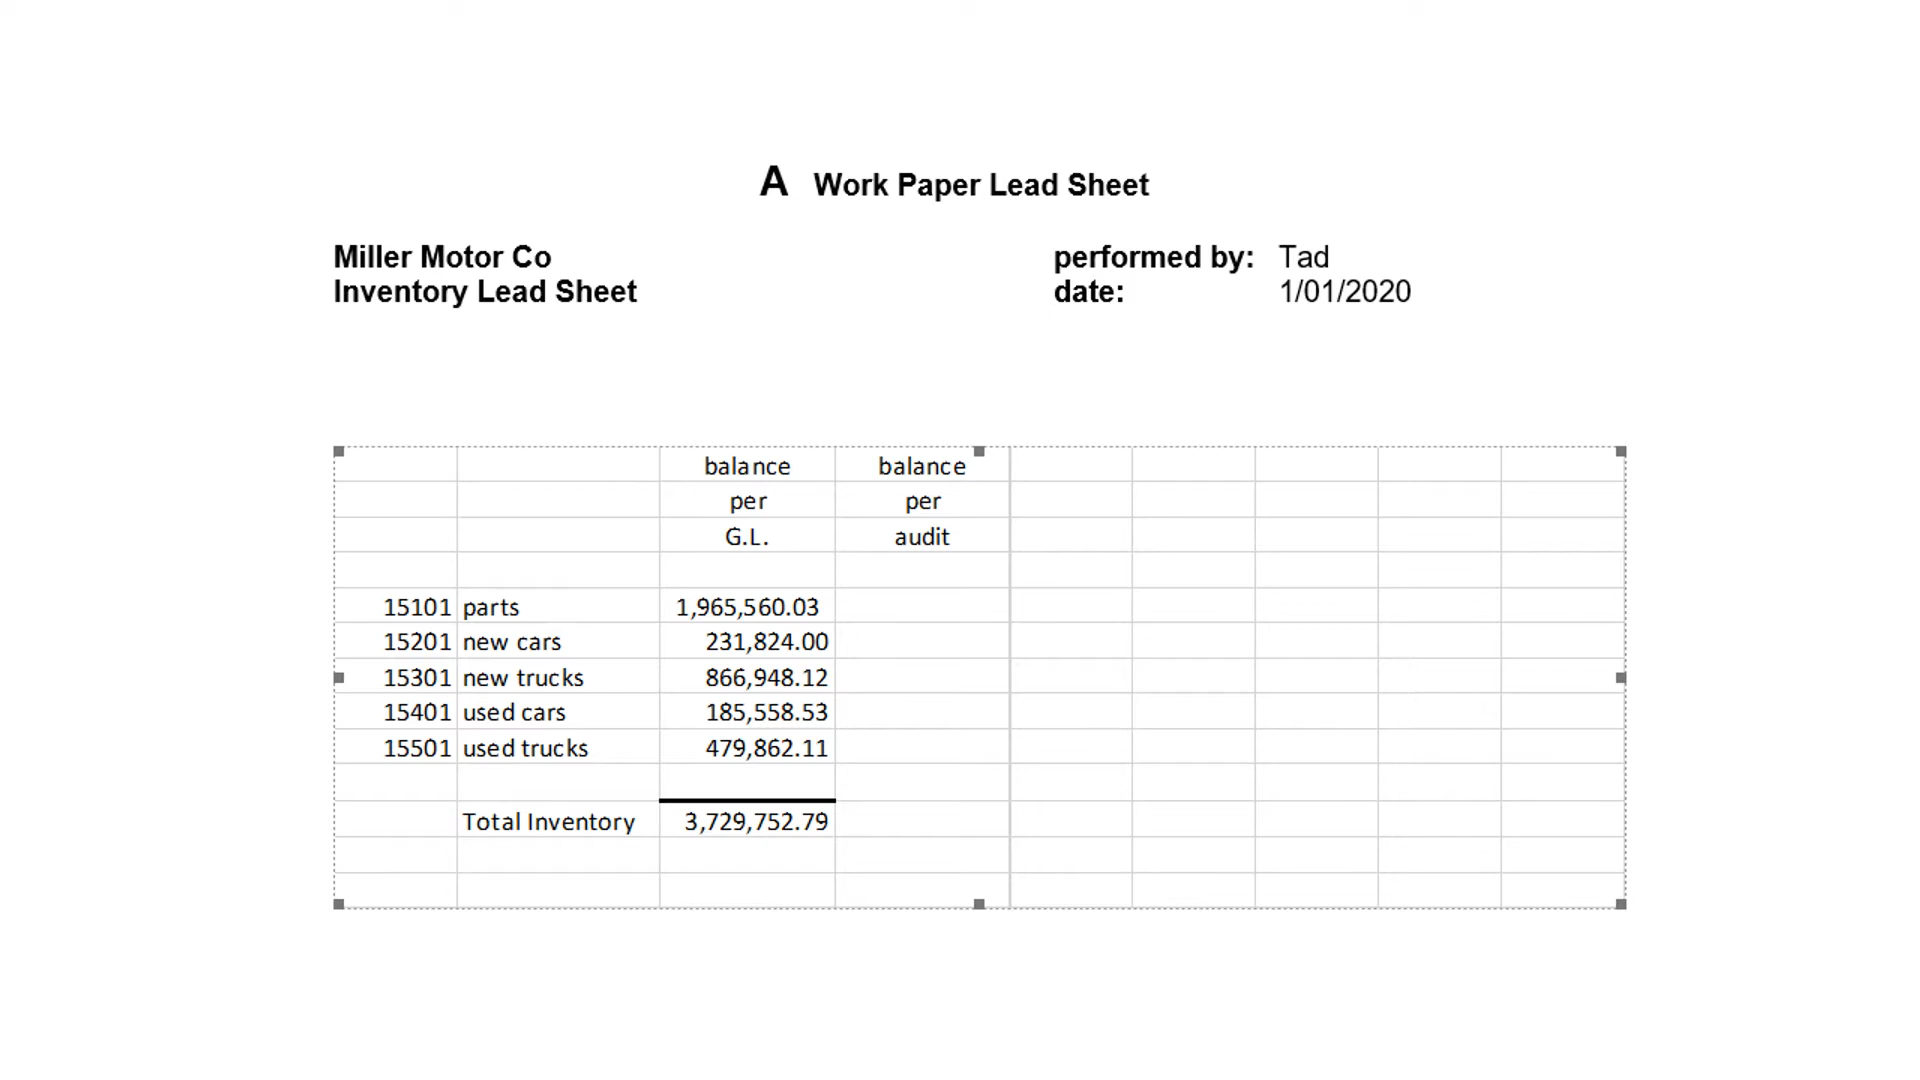 A Work Paper Lead Sheet
Miller Motor Co performed by: Tad
Inventory Lead Sheet date: 1/01/2020
balance balance
per per
G.L. audit
15101 parts 1,965,560.03
15201 new cars 231,824.00
15301 new trucks 866,948.12
15401 used cars 185,558.53
15501 used trucks 479,862.11
Total Inventory 3,729,752.79